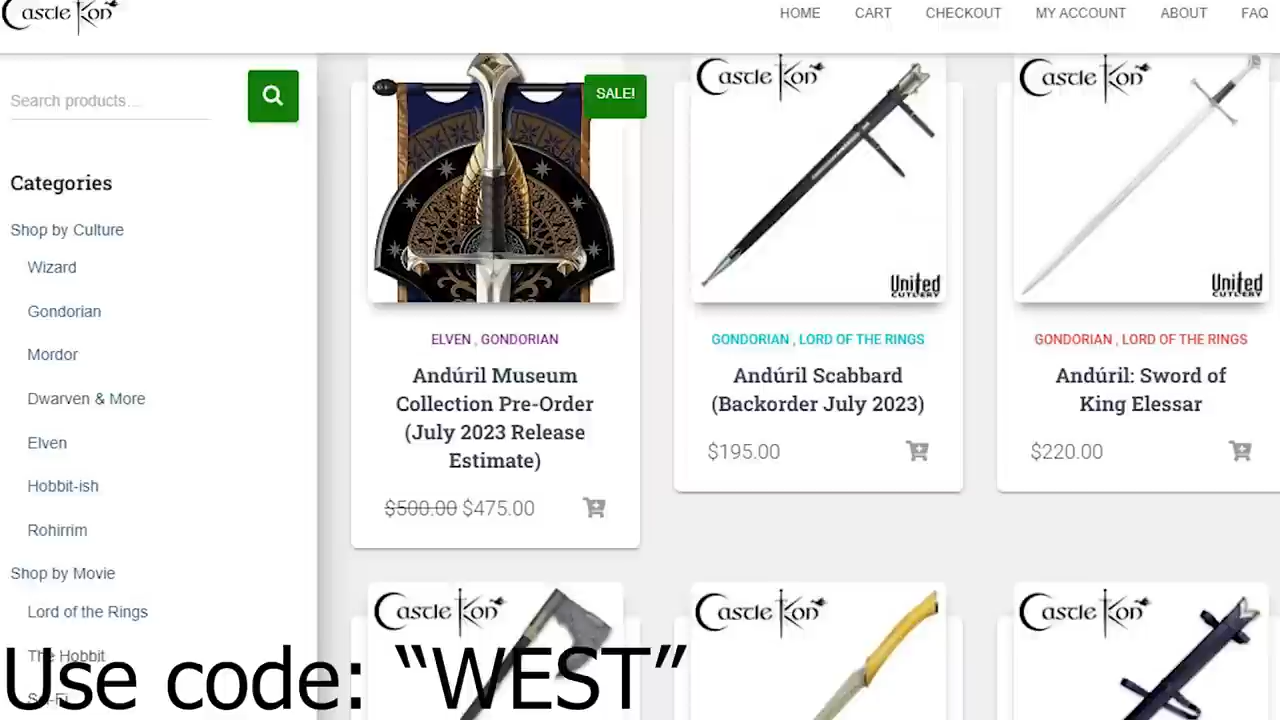 Castle Kon
HOME CART CHECKOUT MY ACCOUNT ABOUT FAQ
Search products...
Categories
Shop by Culture
Wizard
Gondorian
Mordor
Dwarven & More
Elven
Hobbit-ish
Rohirrim
Shop by Movie
Lord of the Rings
The Hobbit
Sci-Fi
SALE!
ELVEN , GONDORIAN
Andúril Museum
Collection Pre-Order
(July 2023 Release
Estimate)
$500.00 $475.00
Castle Kon
United
CUTLERY
GONDORIAN , LORD OF THE RINGS
Andúril Scabbard
(Backorder July 2023)
$195.00
Castle Kon
United
CUTLERY
GONDORIAN , LORD OF THE RINGS
Andúril: Sword of
King Elessar
$220.00
Castle Kon
Castle Kon
Castle Kon
Use code: “WEST”